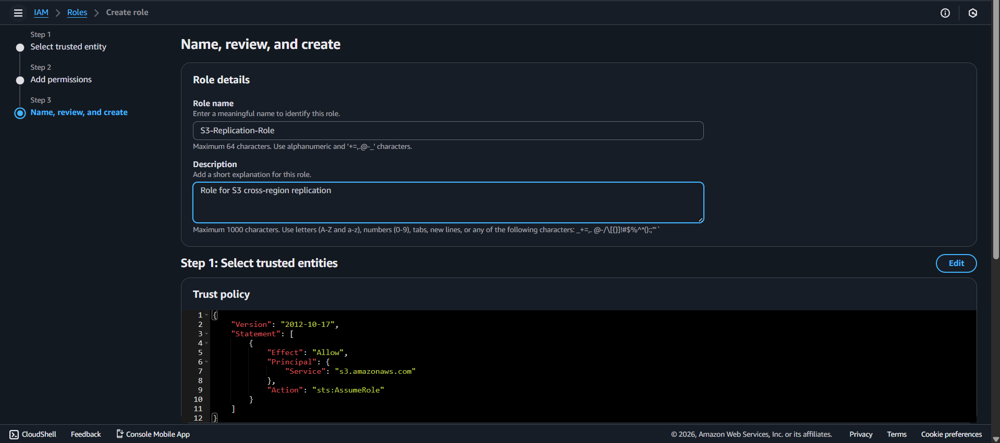 IAM > Roles > Create role
Step 1
Select trusted entity
Step 2
Add permissions
Step 3
Name, review, and create
Name, review, and create
Role details
Role name
Enter a meaningful name to identify this role.
S3-Replication-Role
Maximum 64 characters. Use alphanumeric and '+=,.@-_' characters.
Description
Add a short explanation for this role.
Role for S3 cross-region replication
Maximum 1000 characters. Use letters (A-Z and a-z), numbers (0-9), tabs, new lines, or any of the following characters: _+=,. @-/\[{}]!#$%^*();:"'`
Step 1: Select trusted entities
Edit
Trust policy
1 {
2 "Version": "2012-10-17",
3 "Statement": [
4 {
5 "Effect": "Allow",
6 "Principal": {
7 "Service": "s3.amazonaws.com"
8 },
9 "Action": "sts:AssumeRole"
10 }
11 ]
12 }
CloudShell Feedback Console Mobile App © 2026, Amazon Web Services, Inc. or its affiliates. Privacy Terms Cookie preferences